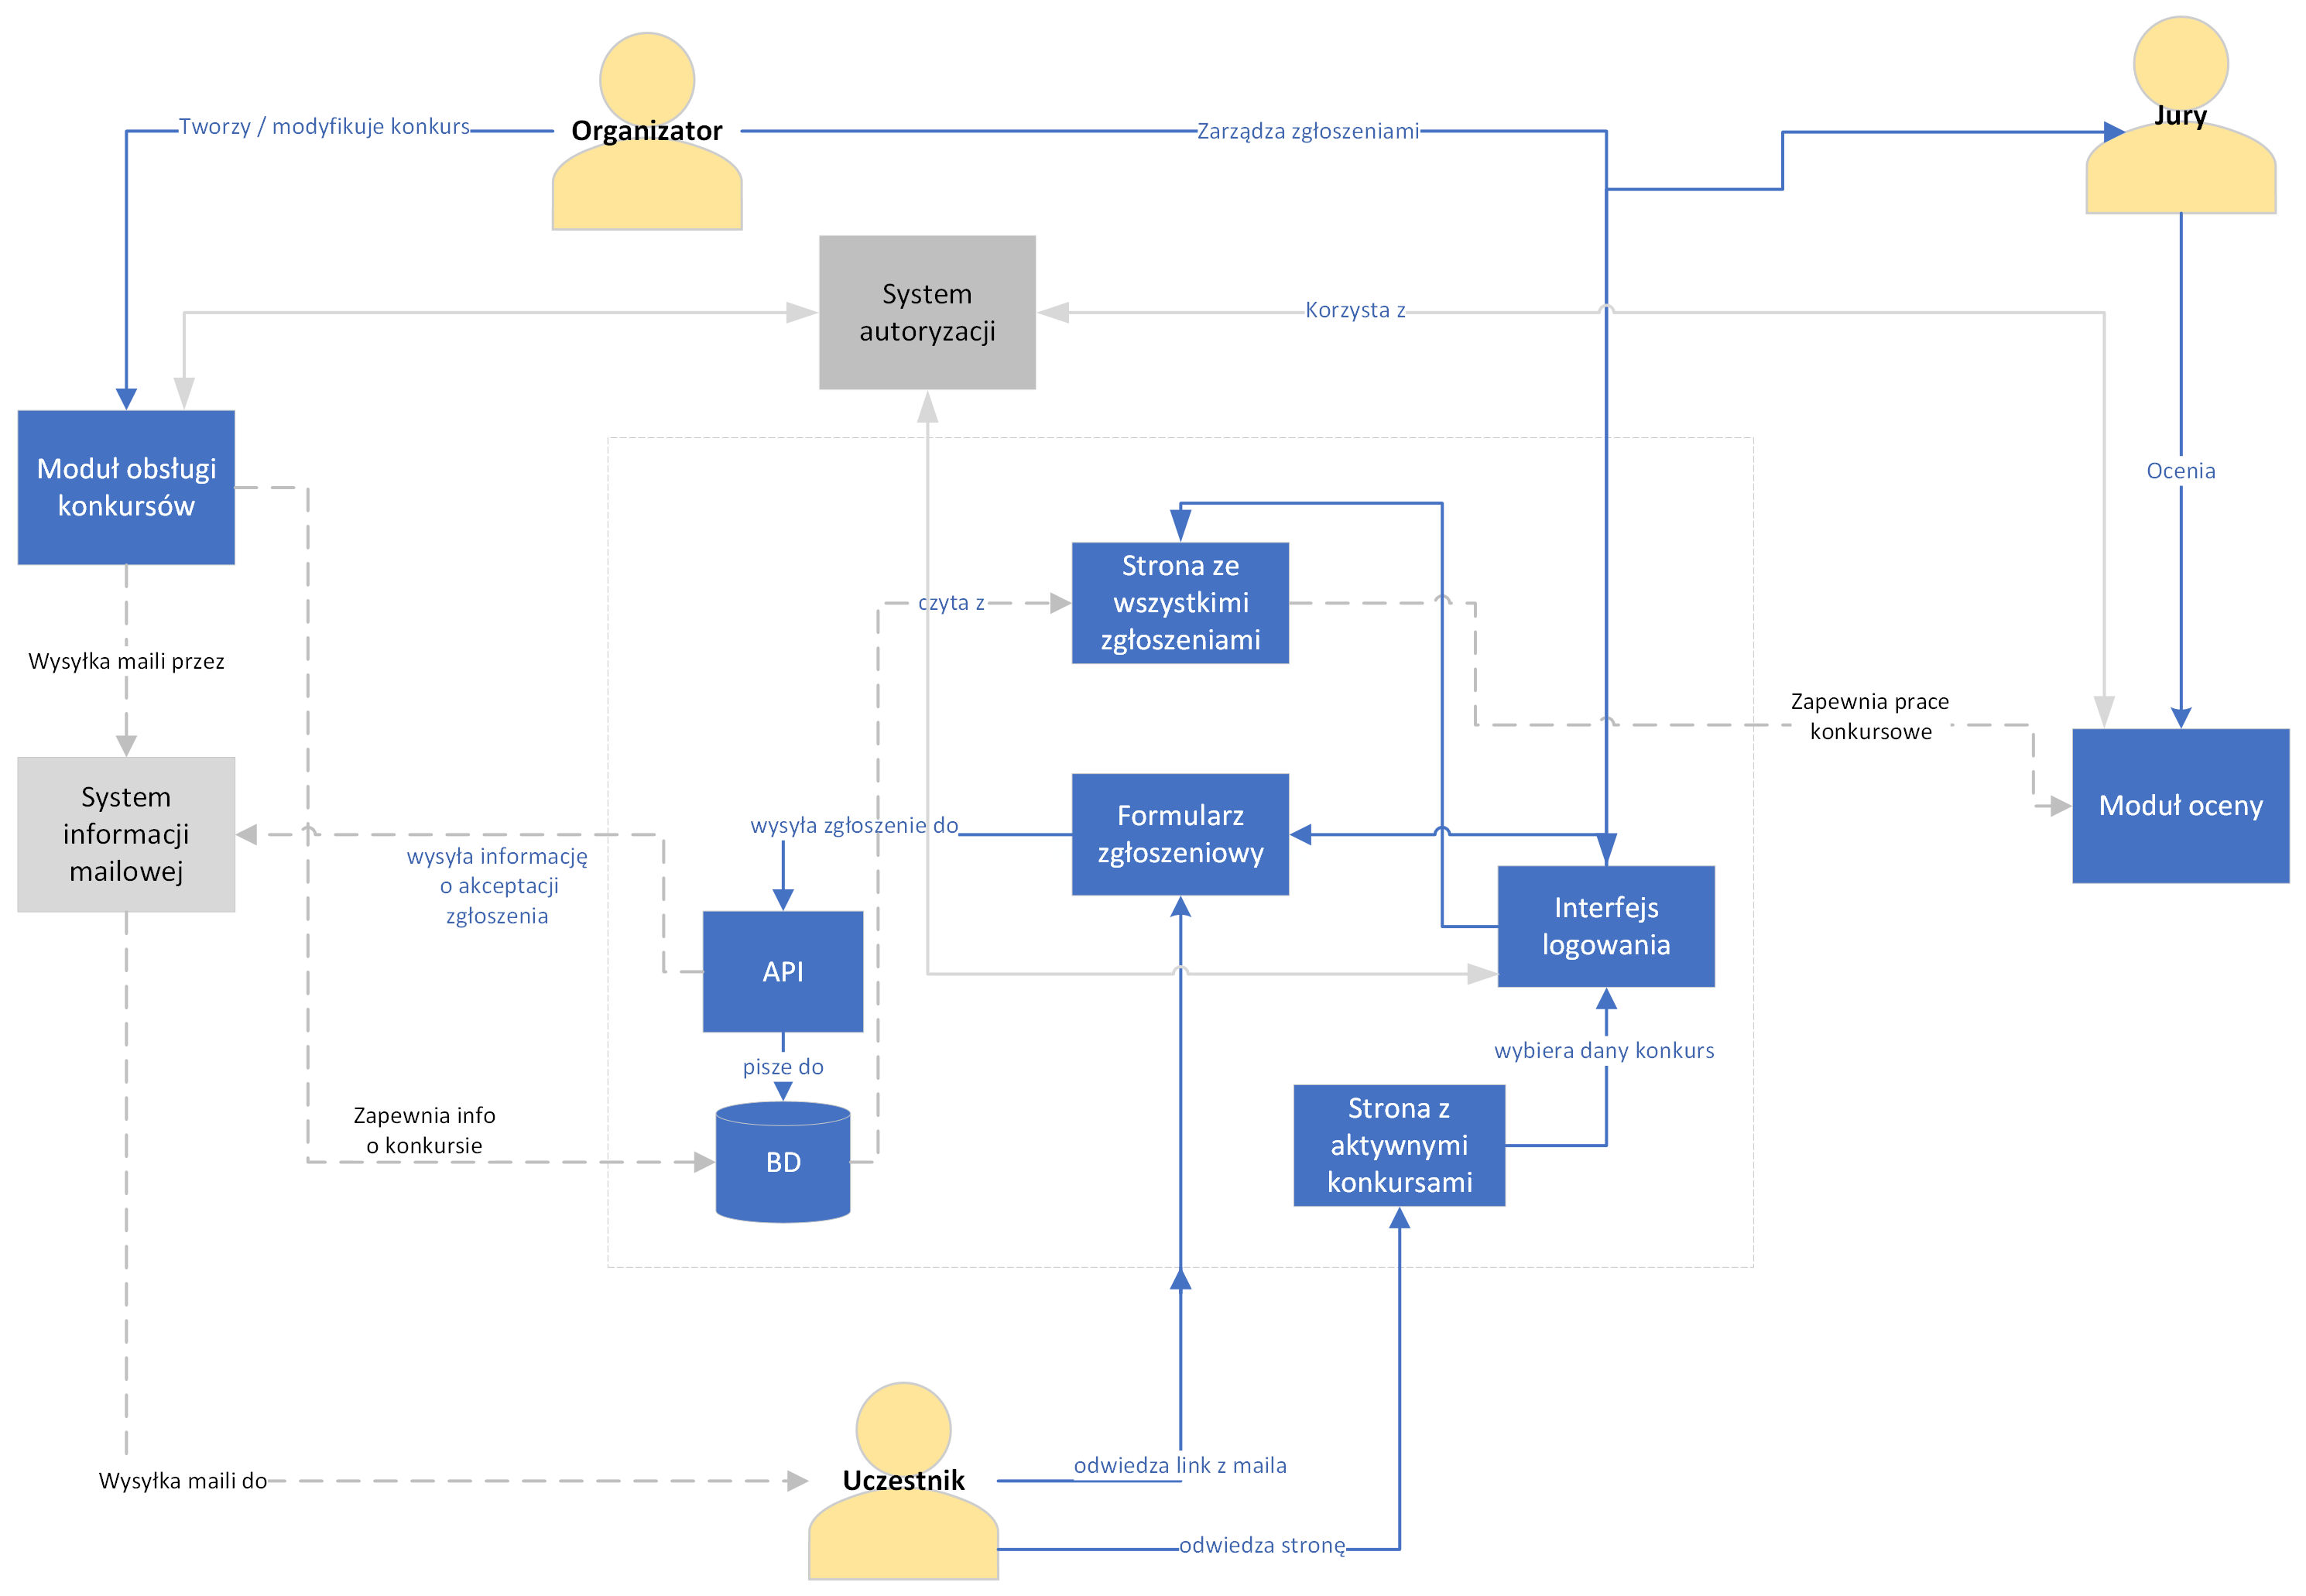 Jury
Tworzy / modyfikuje konkurs
Organizator
Zarządza zgłoszeniami
System
autoryzacji
Korzysta z
Moduł obsługi
konkursów
Ocenia
Strona ze
wszystkimi
zgłoszeniami
czyta z
Wysyłka maili przez
Zapewnia prace
konkursowe
System
informacji
mailowej
Formularz
zgłoszeniowy
Moduł oceny
wysyła zgłoszenie do
wysyła informację
o akceptacji
zgłoszenia
Interfejs
logowania
API
wybiera dany konkurs
pisze do
Zapewnia info
o konkursie
Strona z
aktywnymi
konkursami
BD
odwiedza link z maila
Wysyłka maili do
Uczestnik
odwiedza stronę